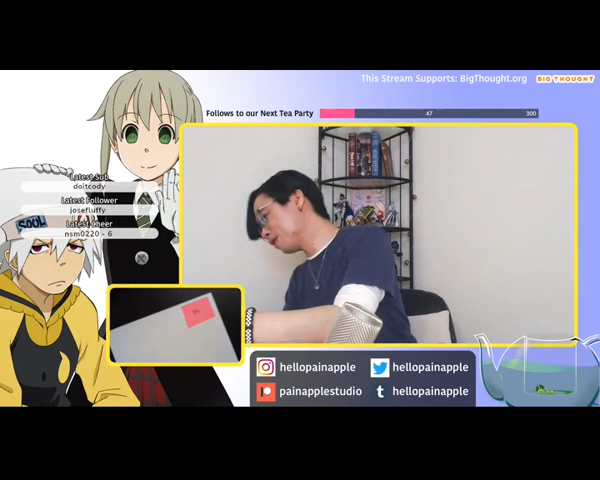 This Stream Supports: BigThought.org
BIG THOUGHT
Follows to our Next Tea Party
47
300
Latest Sub
doitcody
Latest Follower
josefluffy
Latest Cheer
nsm0220 - 6
SOUL
hellopainapple
hellopainapple
painapplestudio
hellopainapple